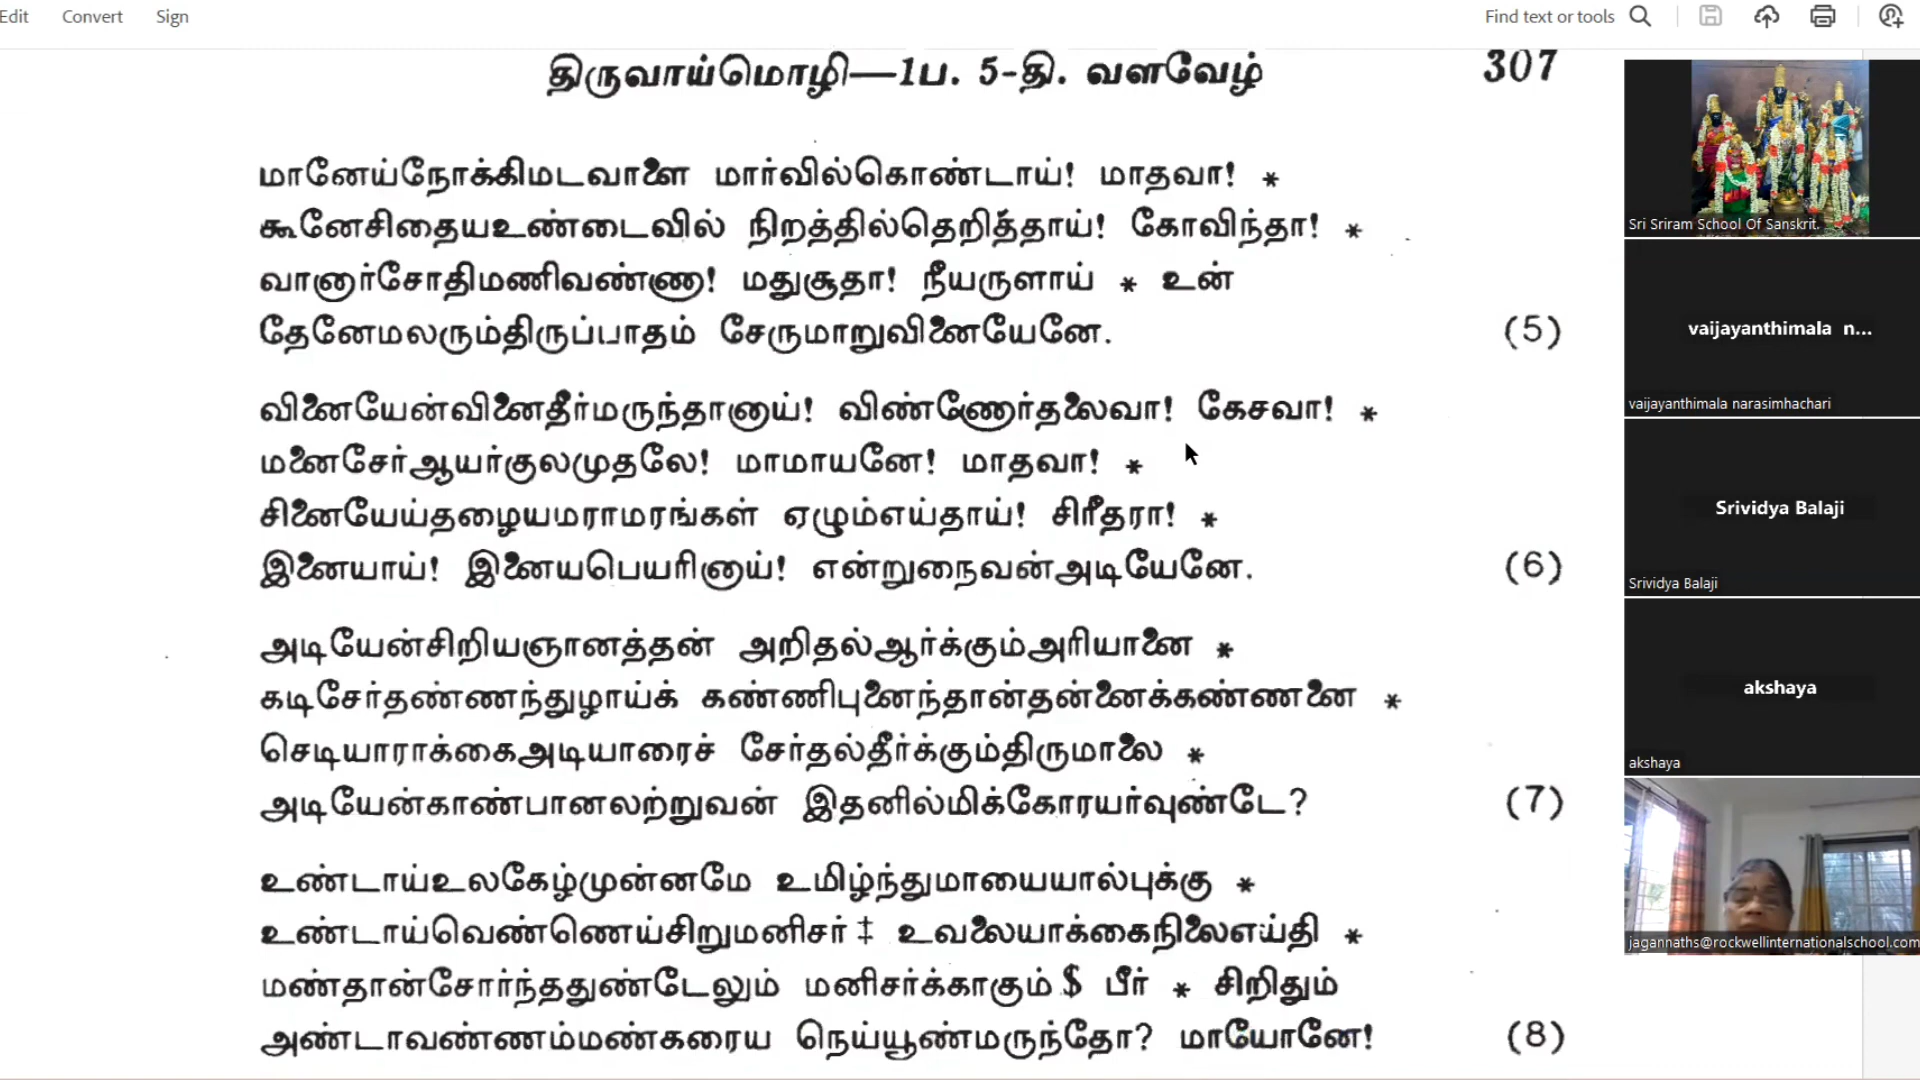 Edit Convert Sign Find text or tools
திருவாய்மொழி—1ப. 5-தி. வளவேழ் 307
மானேய்நோக்கிமடவாளை மார்வில்கொண்டாய்! மாதவா! *
கூனேசிதையஉண்டைவில் நிறத்தில்தெறித்தாய்! கோவிந்தா! *
வானார்சோதிமணிவண்ணா! மதுசூதா! நீயருளாய் * உன்
தேனேமலரும்திருப்பாதம் சேருமாறுவினையேனே. (5)
வினையேன்வினைதீர்மருந்தானாய்! விண்ணோர்தலைவா! கேசவா! *
மனைசேர்ஆயர்குலமுதலே! மாமாயனே! மாதவா! *
சினையேய்தழையமராமரங்கள் ஏழும்எய்தாய்! சிரீதரா! *
இனையாய்! இனையபெயரினாய்! என்றுநைவன்அடியேனே. (6)
அடியேன்சிறியஞானத்தன் அறிதல்ஆர்க்கும்அரியானை *
கடிசேர்தண்ணந்துழாய்க் கண்ணிபுனைந்தான்தன்னைக்கண்ணனை *
செடியாராக்கைஅடியாரைச் சேர்தல்தீர்க்கும்திருமாலை *
அடியேன்காண்பானலற்றுவன் இதனில்மிக்கோரயர்வுண்டே? (7)
உண்டாய்உலகேழ்முன்னமே உமிழ்ந்துமாயையால்புக்கு *
உண்டாய்வெண்ணெய்சிறுமனிசர் ‡ உவலையாக்கைநிலைஎய்தி *
மண்தான்சோர்ந்ததுண்டேலும் மனிசர்க்காகும் $ பீர் * சிறிதும்
அண்டாவண்ணம்மண்கரைய நெய்யூண்மருந்தோ? மாயோனே! (8)
Sri Sriram School Of Sanskrit.
vaijayanthimala n...
vaijayanthimala narasimhachari
Srividya Balaji
Srividya Balaji
akshaya
akshaya
jagannaths@rockwellinternationalschool.com